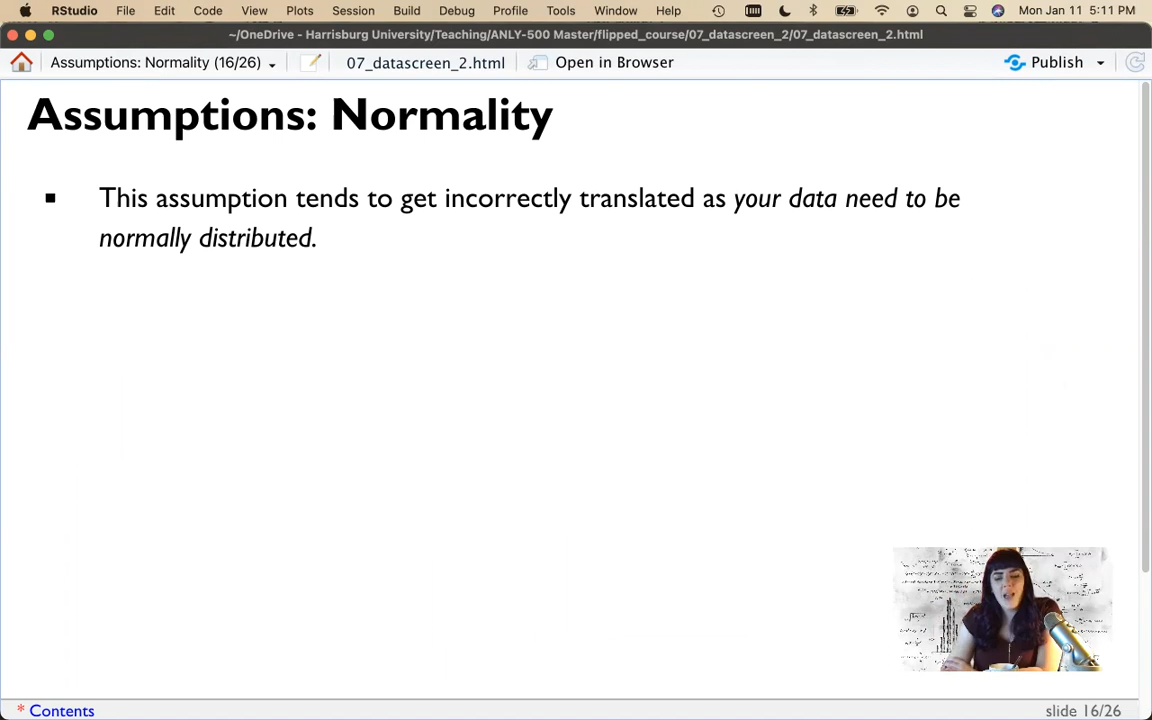 RStudio File Edit Code View Plots Session Build Debug Profile Tools Window Help Mon Jan 11 5:11 PM
~/OneDrive - Harrisburg University/Teaching/ANLY-500 Master/flipped_course/07_datascreen_2/07_datascreen_2.html
Assumptions: Normality (16/26) 07_datascreen_2.html Open in Browser Publish
Assumptions: Normality
▪ This assumption tends to get incorrectly translated as your data need to be
normally distributed.
* Contents slide 16/26